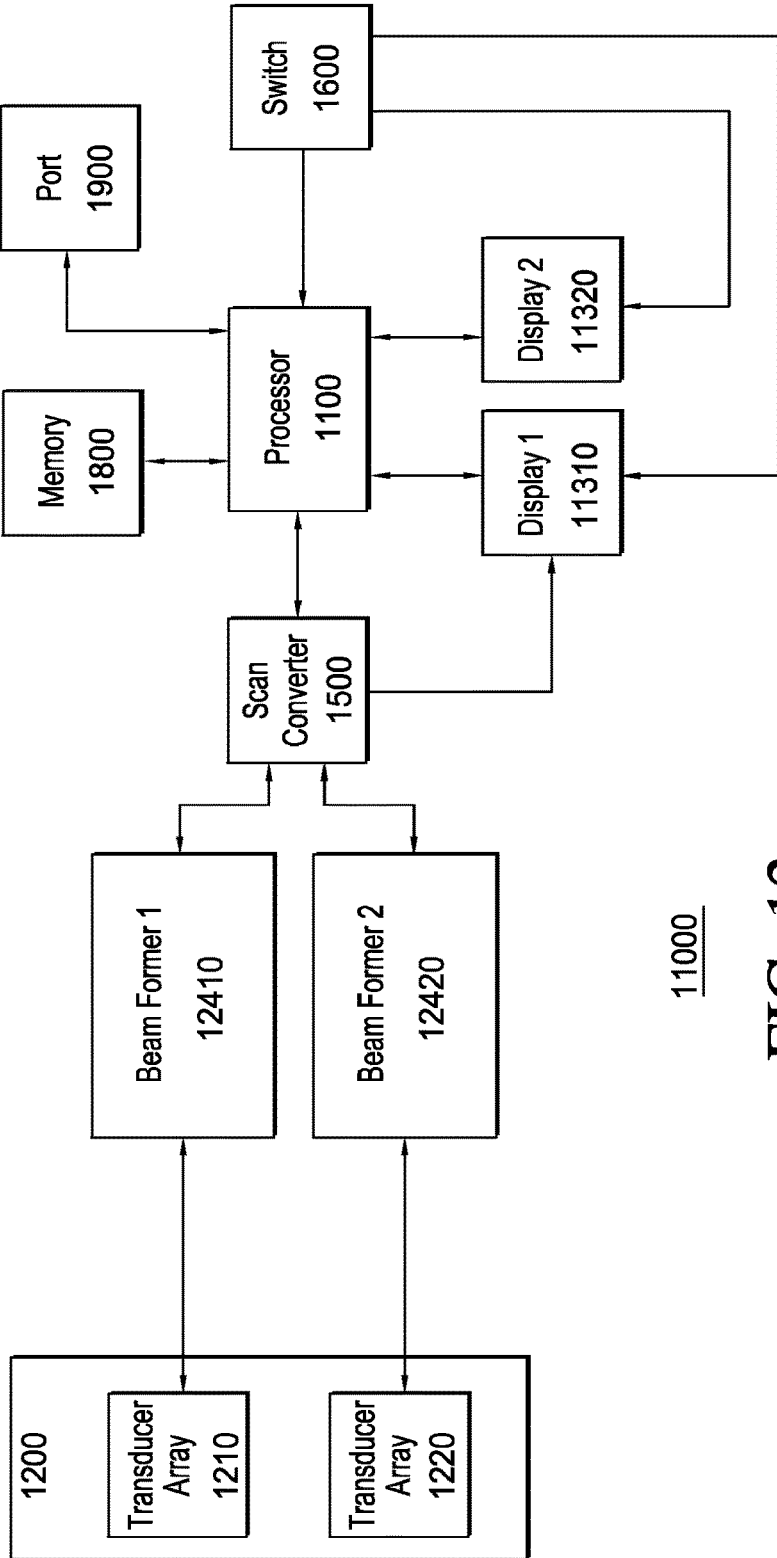 1200
Transducer
Array
1210
Transducer
Array
1220
Beam Former 1
12410
Beam Former 2
12420
Scan
Converter
1500
Memory
1800
Port
1900
Processor
1100
Switch
1600
Display 1
11310
Display 2
11320
11000
FIG.